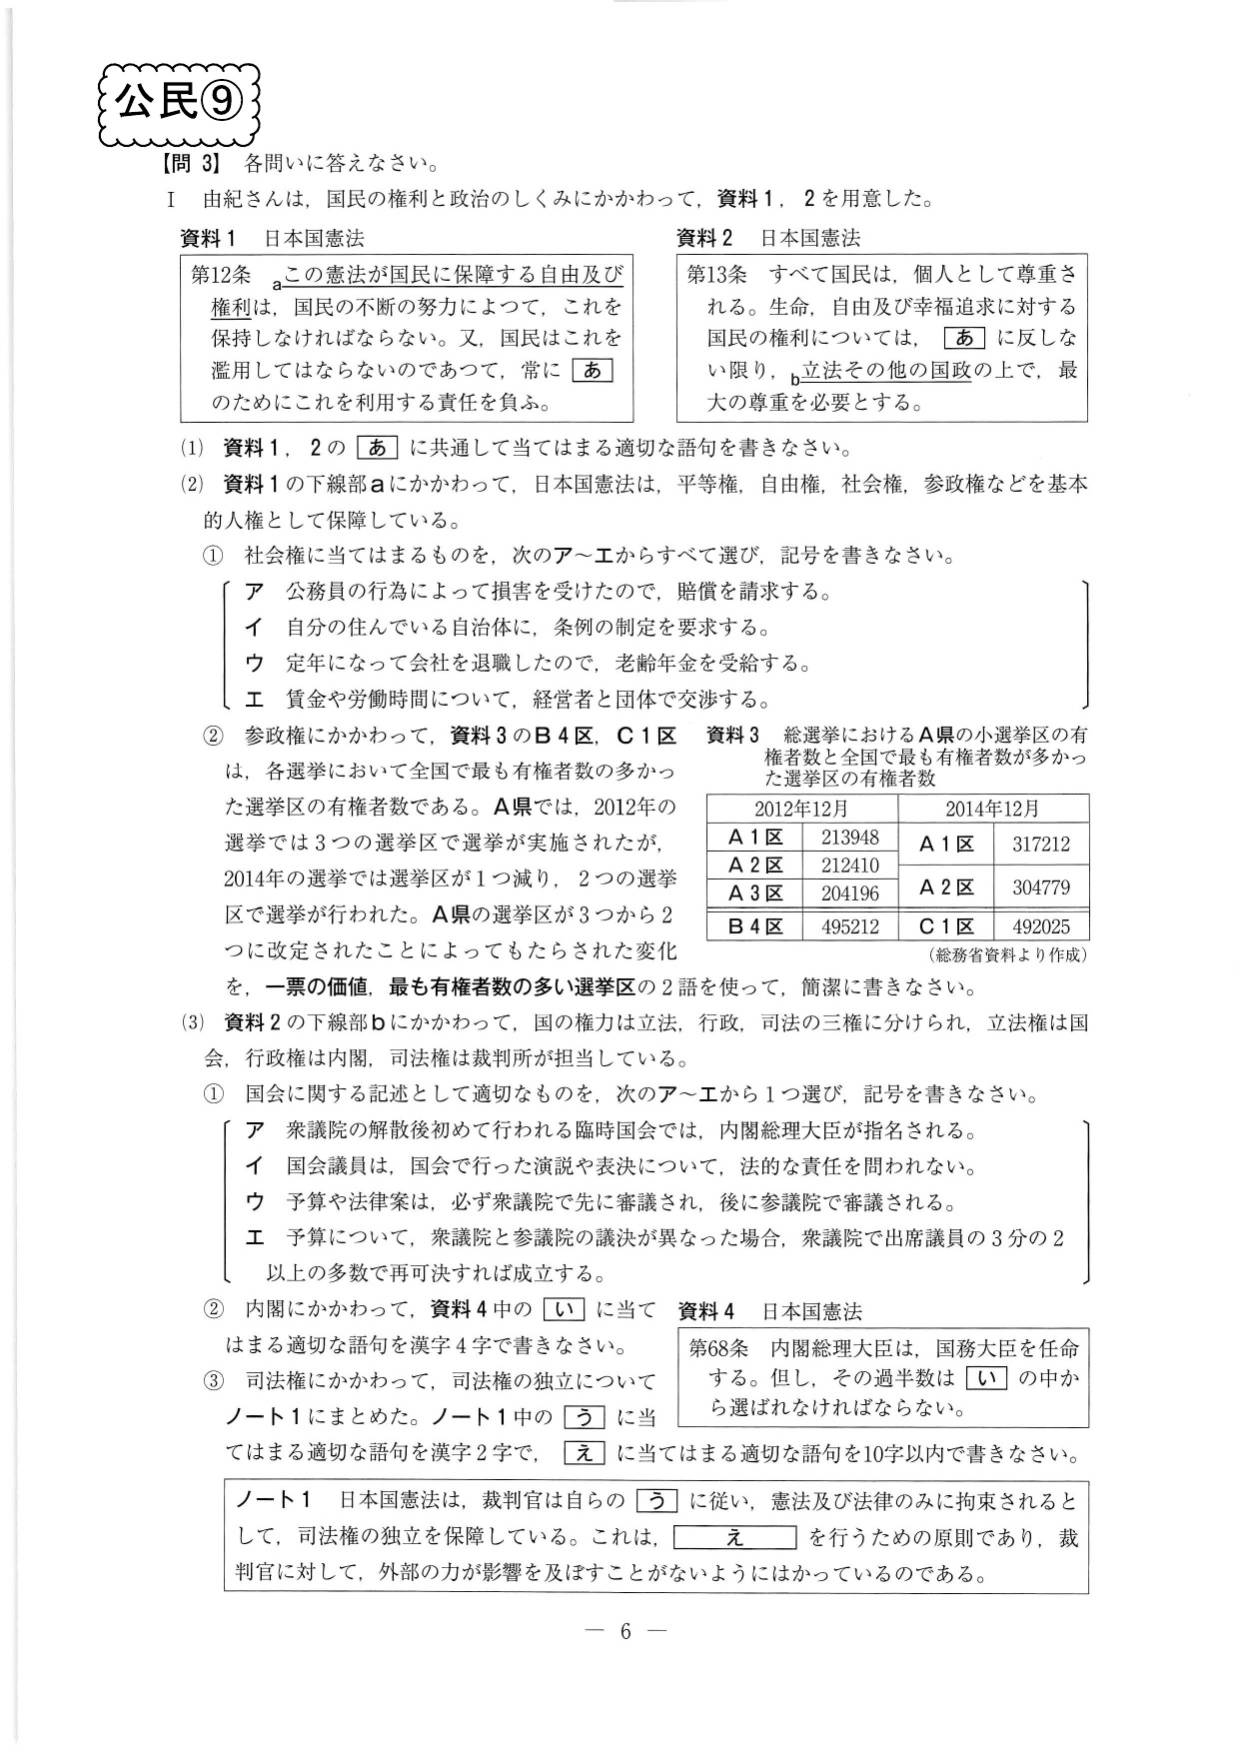 公民⑨
【問 3】 各問いに答えなさい。
Ⅰ 由紀さんは，国民の権利と政治のしくみにかかわって，資料1，2を用意した。
資料1 日本国憲法
第12条 aこの憲法が国民に保障する自由及び
権利は，国民の不断の努力によつて，これを
保持しなければならない。又，国民はこれを
濫用してはならないのであつて，常に あ
のためにこれを利用する責任を負ふ。
資料2 日本国憲法
第13条 すべて国民は，個人として尊重さ
れる。生命，自由及び幸福追求に対する
国民の権利については， あ に反しな
い限り，b立法その他の国政の上で，最
大の尊重を必要とする。
(1) 資料1，2の あ に共通して当てはまる適切な語句を書きなさい。
(2) 資料1の下線部aにかかわって，日本国憲法は，平等権，自由権，社会権，参政権などを基本
的人権として保障している。
① 社会権に当てはまるものを，次のア～エからすべて選び，記号を書きなさい。
ア 公務員の行為によって損害を受けたので，賠償を請求する。
イ 自分の住んでいる自治体に，条例の制定を要求する。
ウ 定年になって会社を退職したので，老齢年金を受給する。
エ 賃金や労働時間について，経営者と団体で交渉する。
② 参政権にかかわって，資料3のB4区，C1区
は，各選挙において全国で最も有権者数の多かっ
た選挙区の有権者数である。A県では，2012年の
選挙では3つの選挙区で選挙が実施されたが，
2014年の選挙では選挙区が1つ減り，2つの選挙
区で選挙が行われた。A県の選挙区が3つから2
つに改定されたことによってもたらされた変化
を，一票の価値，最も有権者数の多い選挙区の2語を使って，簡潔に書きなさい。
資料3 総選挙におけるA県の小選挙区の有
権者数と全国で最も有権者数が多かっ
た選挙区の有権者数
2012年12月 2014年12月
A1区 213948 A1区 317212
A2区 212410
A3区 204196 A2区 304779
B4区 495212 C1区 492025
（総務省資料より作成）
(3) 資料2の下線部bにかかわって，国の権力は立法，行政，司法の三権に分けられ，立法権は国
会，行政権は内閣，司法権は裁判所が担当している。
① 国会に関する記述として適切なものを，次のア～エから1つ選び，記号を書きなさい。
ア 衆議院の解散後初めて行われる臨時国会では，内閣総理大臣が指名される。
イ 国会議員は，国会で行った演説や表決について，法的な責任を問われない。
ウ 予算や法律案は，必ず衆議院で先に審議され，後に参議院で審議される。
エ 予算について，衆議院と参議院の議決が異なった場合，衆議院で出席議員の3分の2
以上の多数で再可決すれば成立する。
② 内閣にかかわって，資料4中の い に当て
はまる適切な語句を漢字4字で書きなさい。
資料4 日本国憲法
第68条 内閣総理大臣は，国務大臣を任命
する。但し，その過半数は い の中か
ら選ばれなければならない。
③ 司法権にかかわって，司法権の独立について
ノート1にまとめた。ノート1中の う に当
てはまる適切な語句を漢字2字で， え に当てはまる適切な語句を10字以内で書きなさい。
ノート1 日本国憲法は，裁判官は自らの う に従い，憲法及び法律のみに拘束されると
して，司法権の独立を保障している。これは， え を行うための原則であり，裁
判官に対して，外部の力が影響を及ぼすことがないようにはかっているのである。
― 6 ―